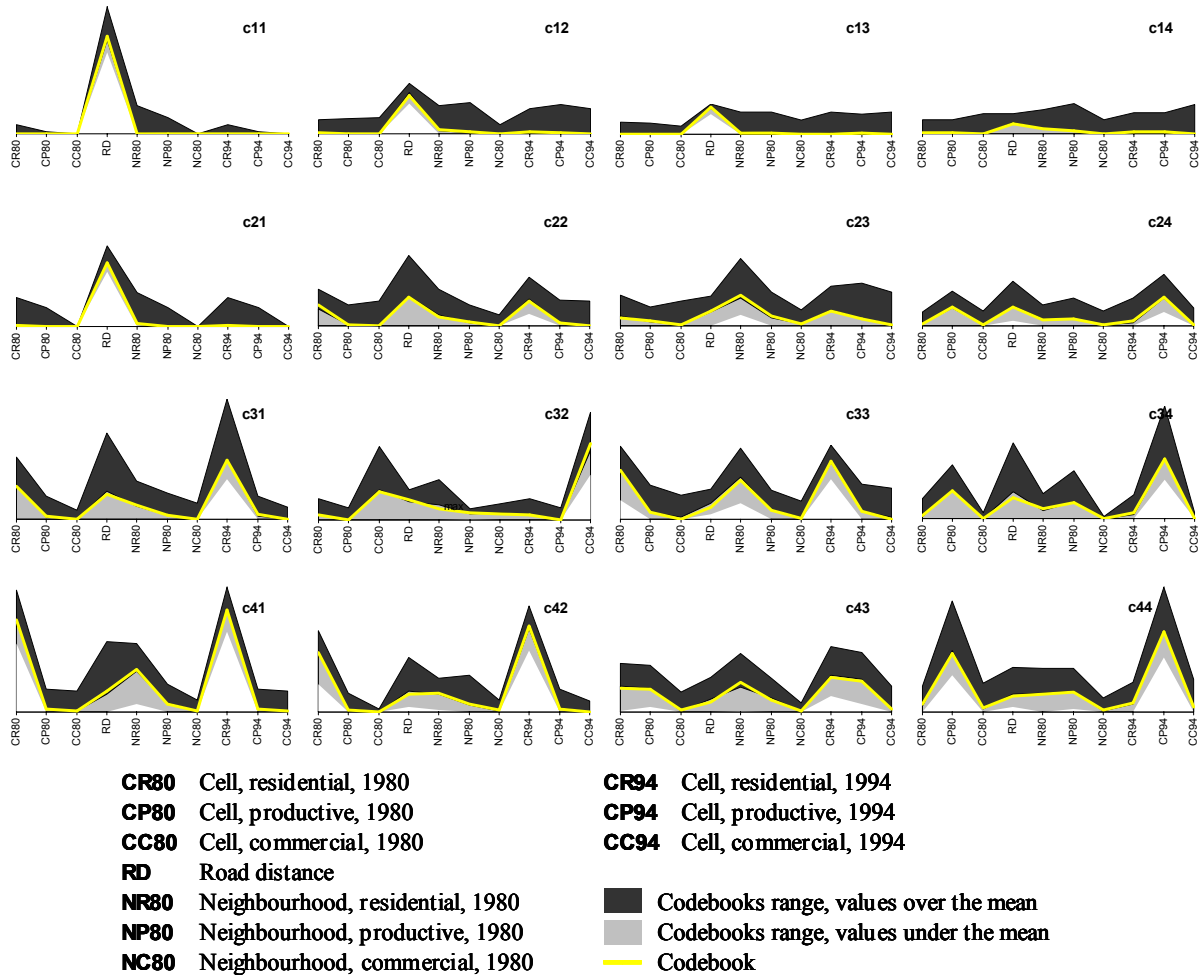 c11 c12 c13 c14
CR80 CP80 CC80 RD NR80 NP80 NC80 CR94 CP94 CC94 CR80 CP80 CC80 RD NR80 NP80 NC80 CR94 CP94 CC94 CR80 CP80 CC80 RD NR80 NP80 NC80 CR94 CP94 CC94 CR80 CP80 CC80 RD NR80 NP80 NC80 CR94 CP94 CC94
c21 c22 c23 c24
CR80 CP80 CC80 RD NR80 NP80 NC80 CR94 CP94 CC94 CR80 CP80 CC80 RD NR80 NP80 NC80 CR94 CP94 CC94 CR80 CP80 CC80 RD NR80 NP80 NC80 CR94 CP94 CC94 CR80 CP80 CC80 RD NR80 NP80 NC80 CR94 CP94 CC94
c31 c32 c33 c34
CR80 CP80 CC80 RD NR80 NP80 NC80 CR94 CP94 CC94 CR80 CP80 CC80 RD NR80 NP80 NC80 CR94 CP94 CC94 CR80 CP80 CC80 RD NR80 NP80 NC80 CR94 CP94 CC94 CR80 CP80 CC80 RD NR80 NP80 NC80 CR94 CP94 CC94
c41 c42 c43 c44
CR80 CP80 CC80 RD NR80 NP80 NC80 CR94 CP94 CC94 CR80 CP80 CC80 RD NR80 NP80 NC80 CR94 CP94 CC94 CR80 CP80 CC80 RD NR80 NP80 NC80 CR94 CP94 CC94 CR80 CP80 CC80 RD NR80 NP80 NC80 CR94 CP94 CC94
CR80 Cell, residential, 1980
CP80 Cell, productive, 1980
CC80 Cell, commercial, 1980
RD Road distance
NR80 Neighbourhood, residential, 1980
NP80 Neighbourhood, productive, 1980
NC80 Neighbourhood, commercial, 1980
CR94 Cell, residential, 1994
CP94 Cell, productive, 1994
CC94 Cell, commercial, 1994
Codebooks range, values over the mean
Codebooks range, values under the mean
Codebook